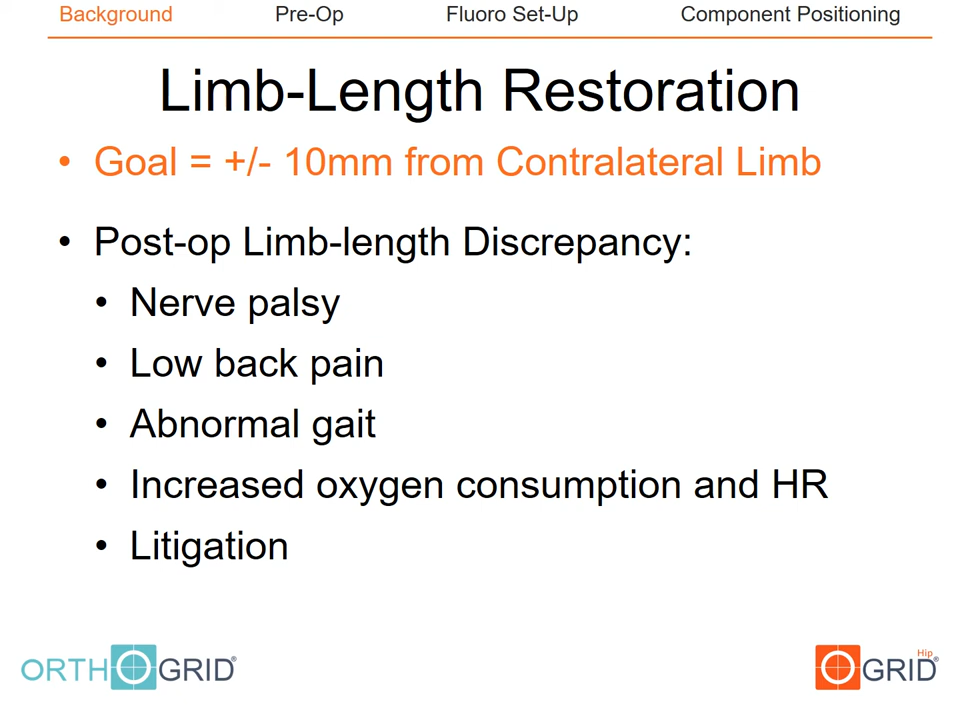 Background Pre-Op Fluoro Set-Up Component Positioning
Limb-Length Restoration
• Goal = +/- 10mm from Contralateral Limb
• Post-op Limb-length Discrepancy:
• Nerve palsy
• Low back pain
• Abnormal gait
• Increased oxygen consumption and HR
• Litigation
ORTHOGRID®
Hip
GRID®